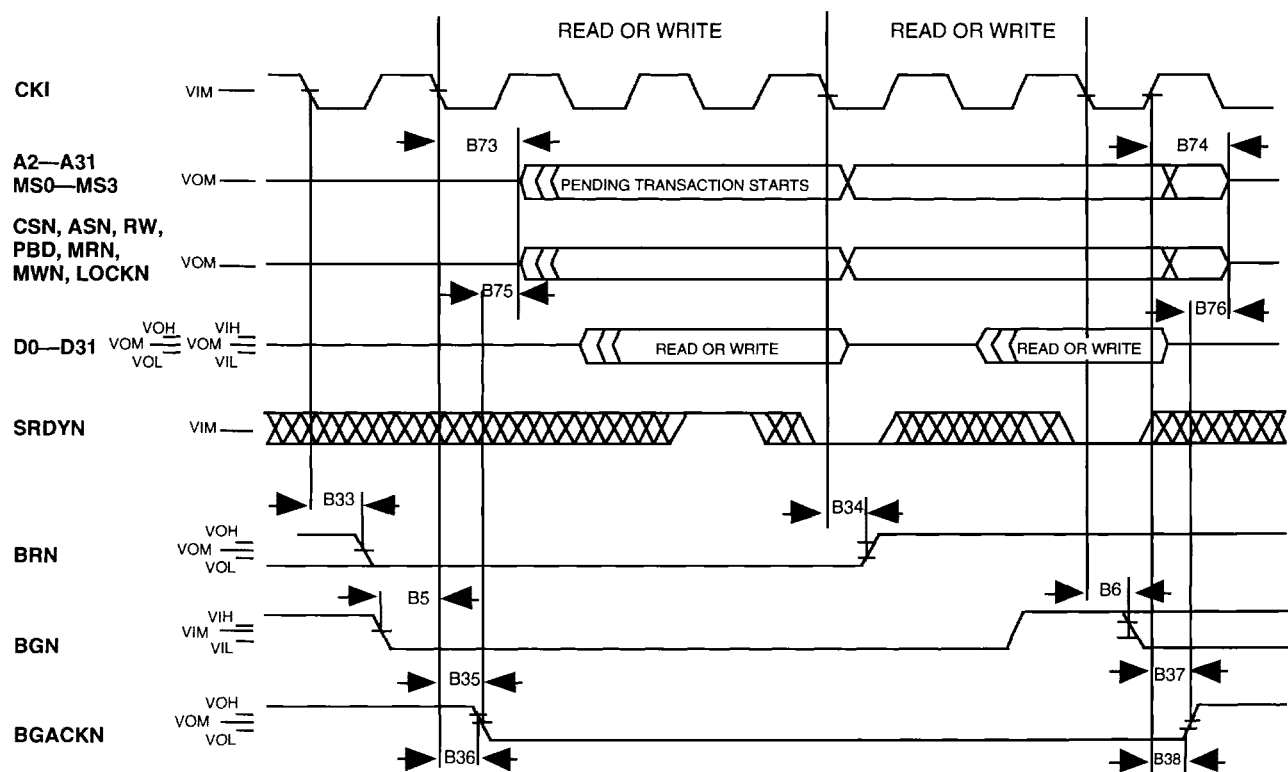 READ OR WRITE READ OR WRITE
CKI VIM
B73 B74
A2—A31
MS0—MS3 VOM PENDING TRANSACTION STARTS
CSN, ASN, RW,
PBD, MRN,
MWN, LOCKN VOM
B75 B76
D0—D31 VOH VOM VOL VIH VOM VIL READ OR WRITE READ OR WRITE
SRDYN VIM
B33 B34
BRN VOH VOM VOL
B5 B6
BGN VIH VIM VIL
B35 B37
BGACKN VOH VOM VOL
B36 B38